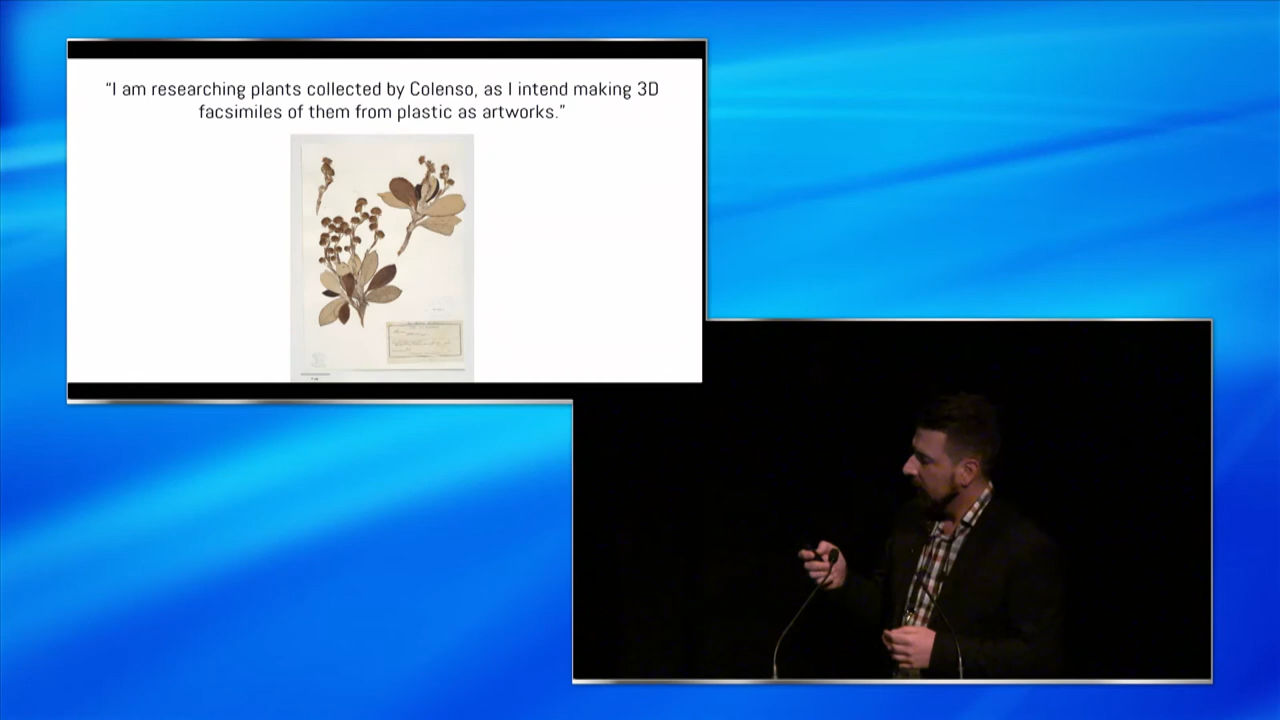 “I am researching plants collected by Colenso, as I intend making 3D
facsimiles of them from plastic as artworks.”